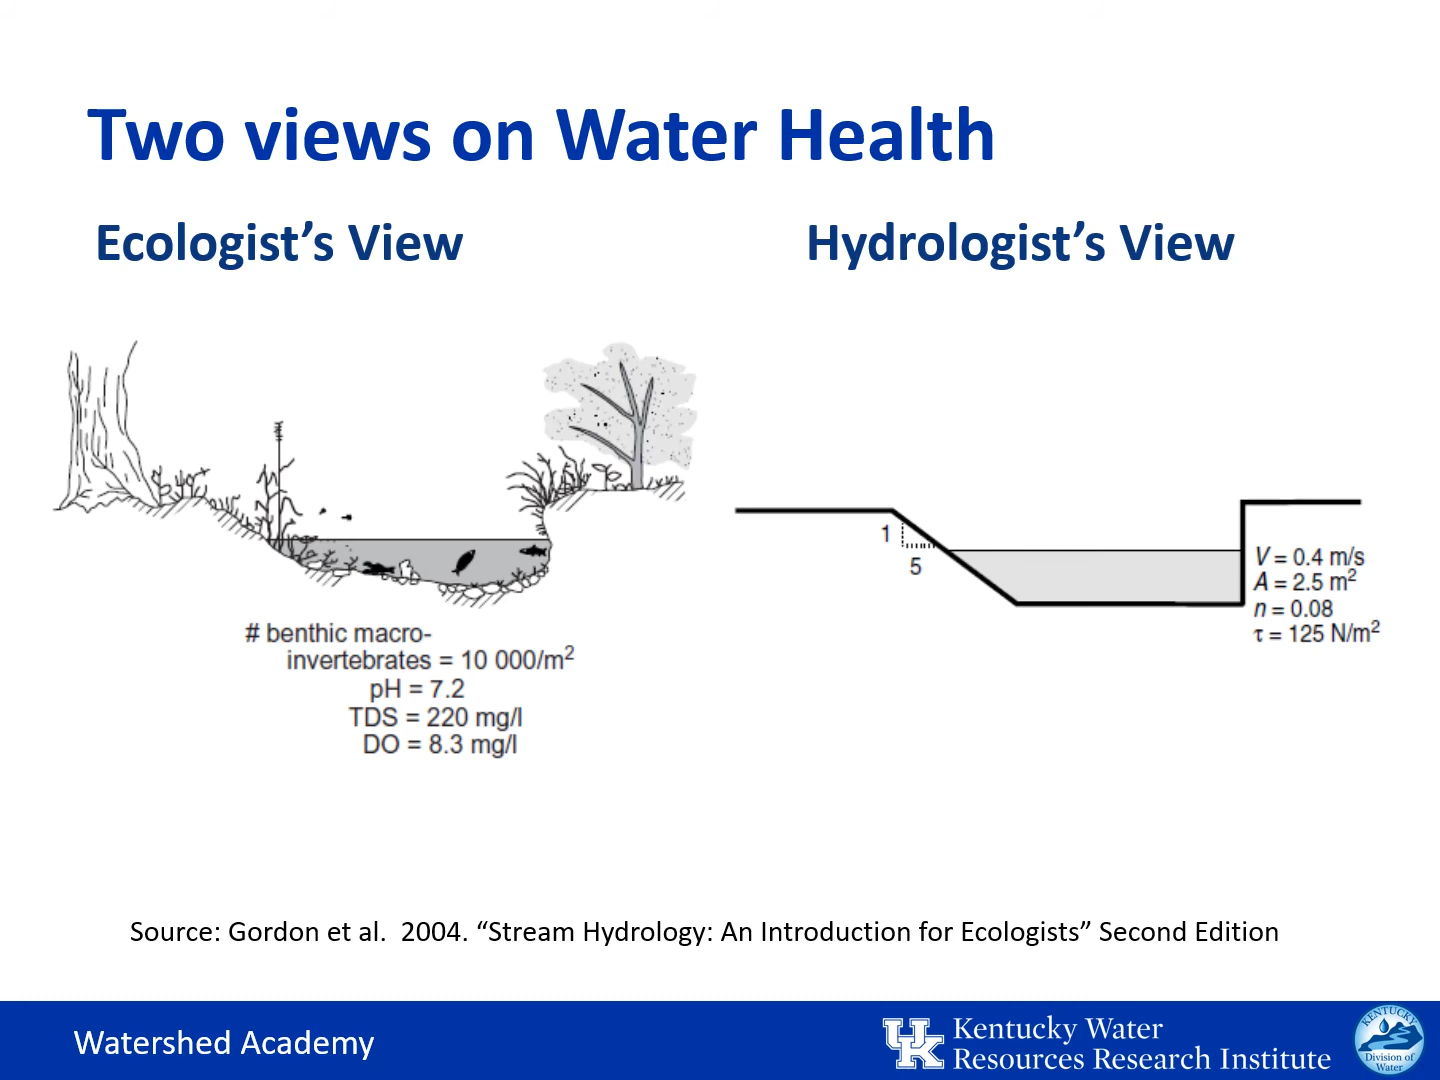 Two views on Water Health
Ecologist’s View
Hydrologist’s View
# benthic macro-
invertebrates = 10 000/m²
pH = 7.2
TDS = 220 mg/l
DO = 8.3 mg/l
1
5
V = 0.4 m/s
A = 2.5 m²
n = 0.08
τ = 125 N/m²
Source: Gordon et al.  2004. “Stream Hydrology: An Introduction for Ecologists” Second Edition
Watershed Academy
UK
Kentucky Water
Resources Research Institute
KENTUCKY
Division of
Water